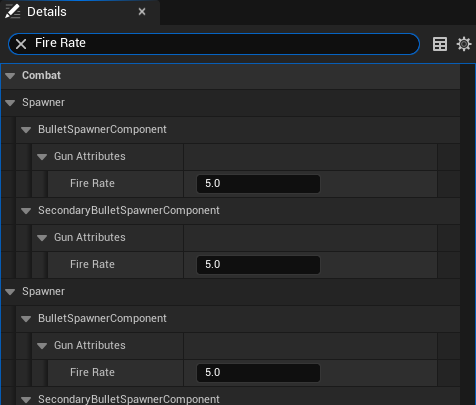 Details
Fire Rate
Combat
Spawner
BulletSpawnerComponent
Gun Attributes
Fire Rate 5.0
SecondaryBulletSpawnerComponent
Gun Attributes
Fire Rate 5.0
Spawner
BulletSpawnerComponent
Gun Attributes
Fire Rate 5.0
SecondaryBulletSpawnerComponent